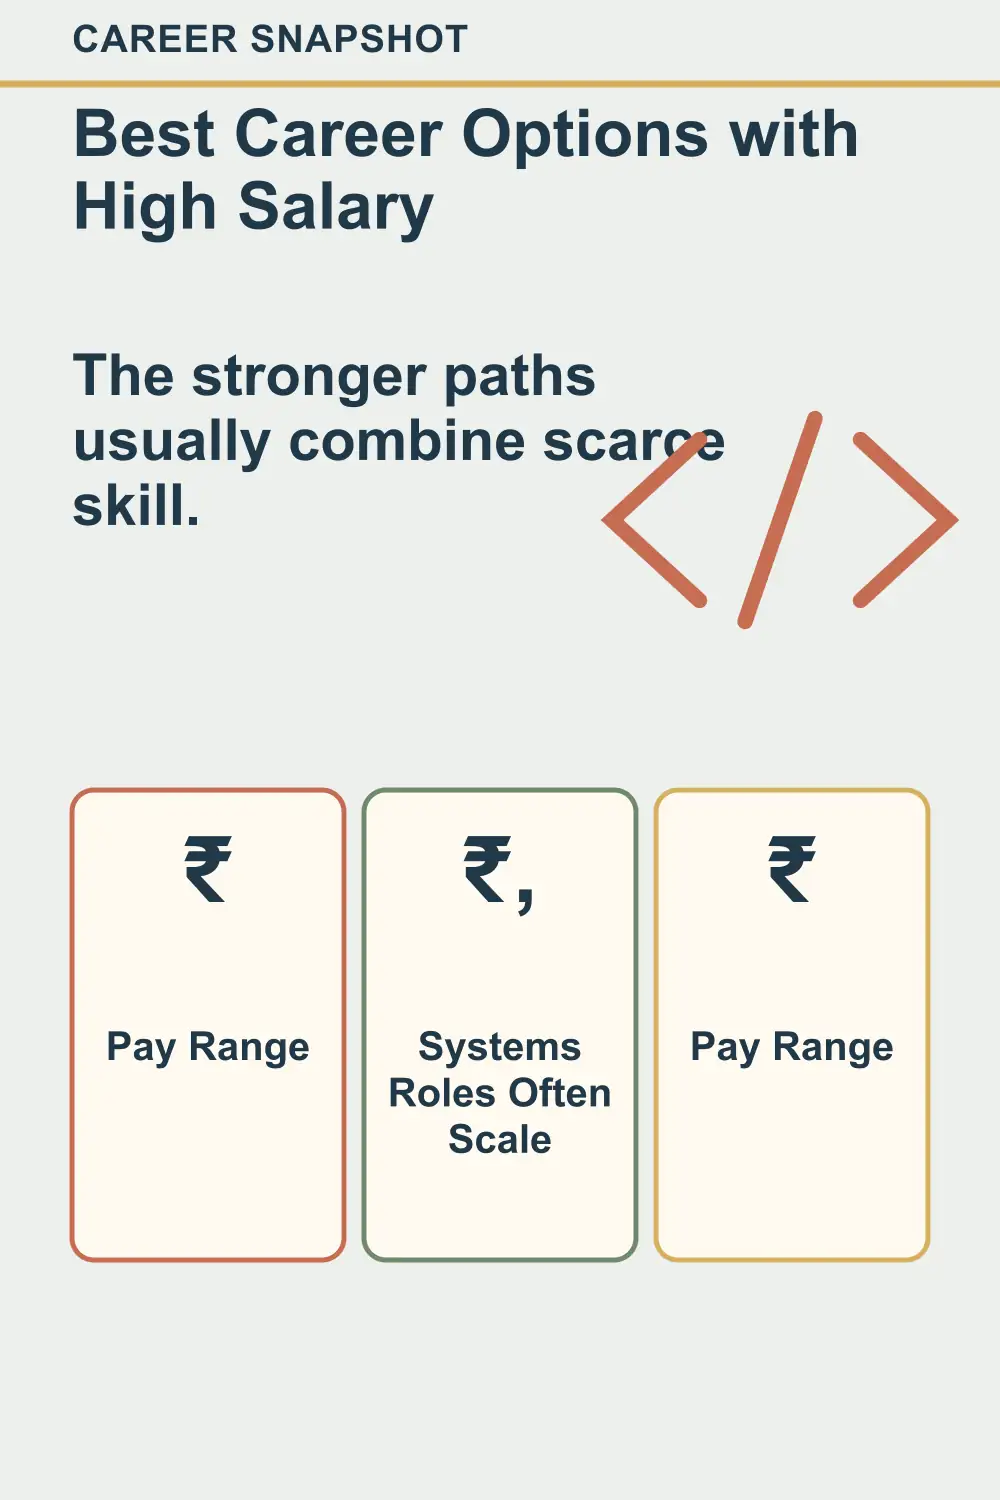 CAREER SNAPSHOT
Best Career Options with
High Salary
The stronger paths
usually combine scarce
skill.
₹
Pay Range
₹,
Systems
Roles Often
Scale
₹
Pay Range